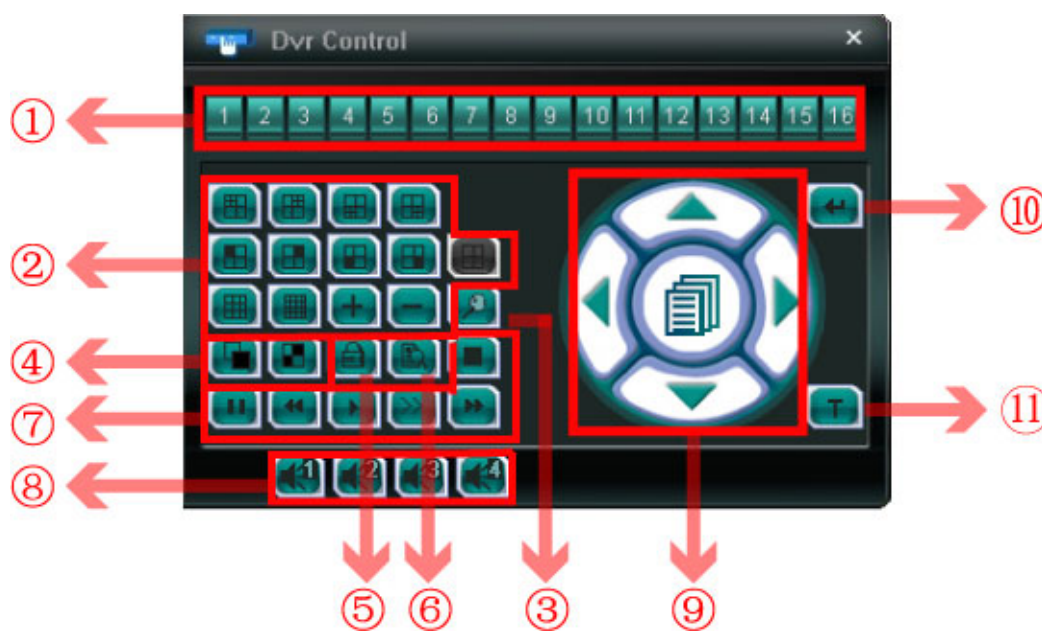 Dvr Control
① 1 2 3 4 5 6 7 8 9 10 11 12 13 14 15 16
⑩
②
④
⑦ T ⑪
⑧ 1 2 3 4
⑤ ⑥ ③ ⑨